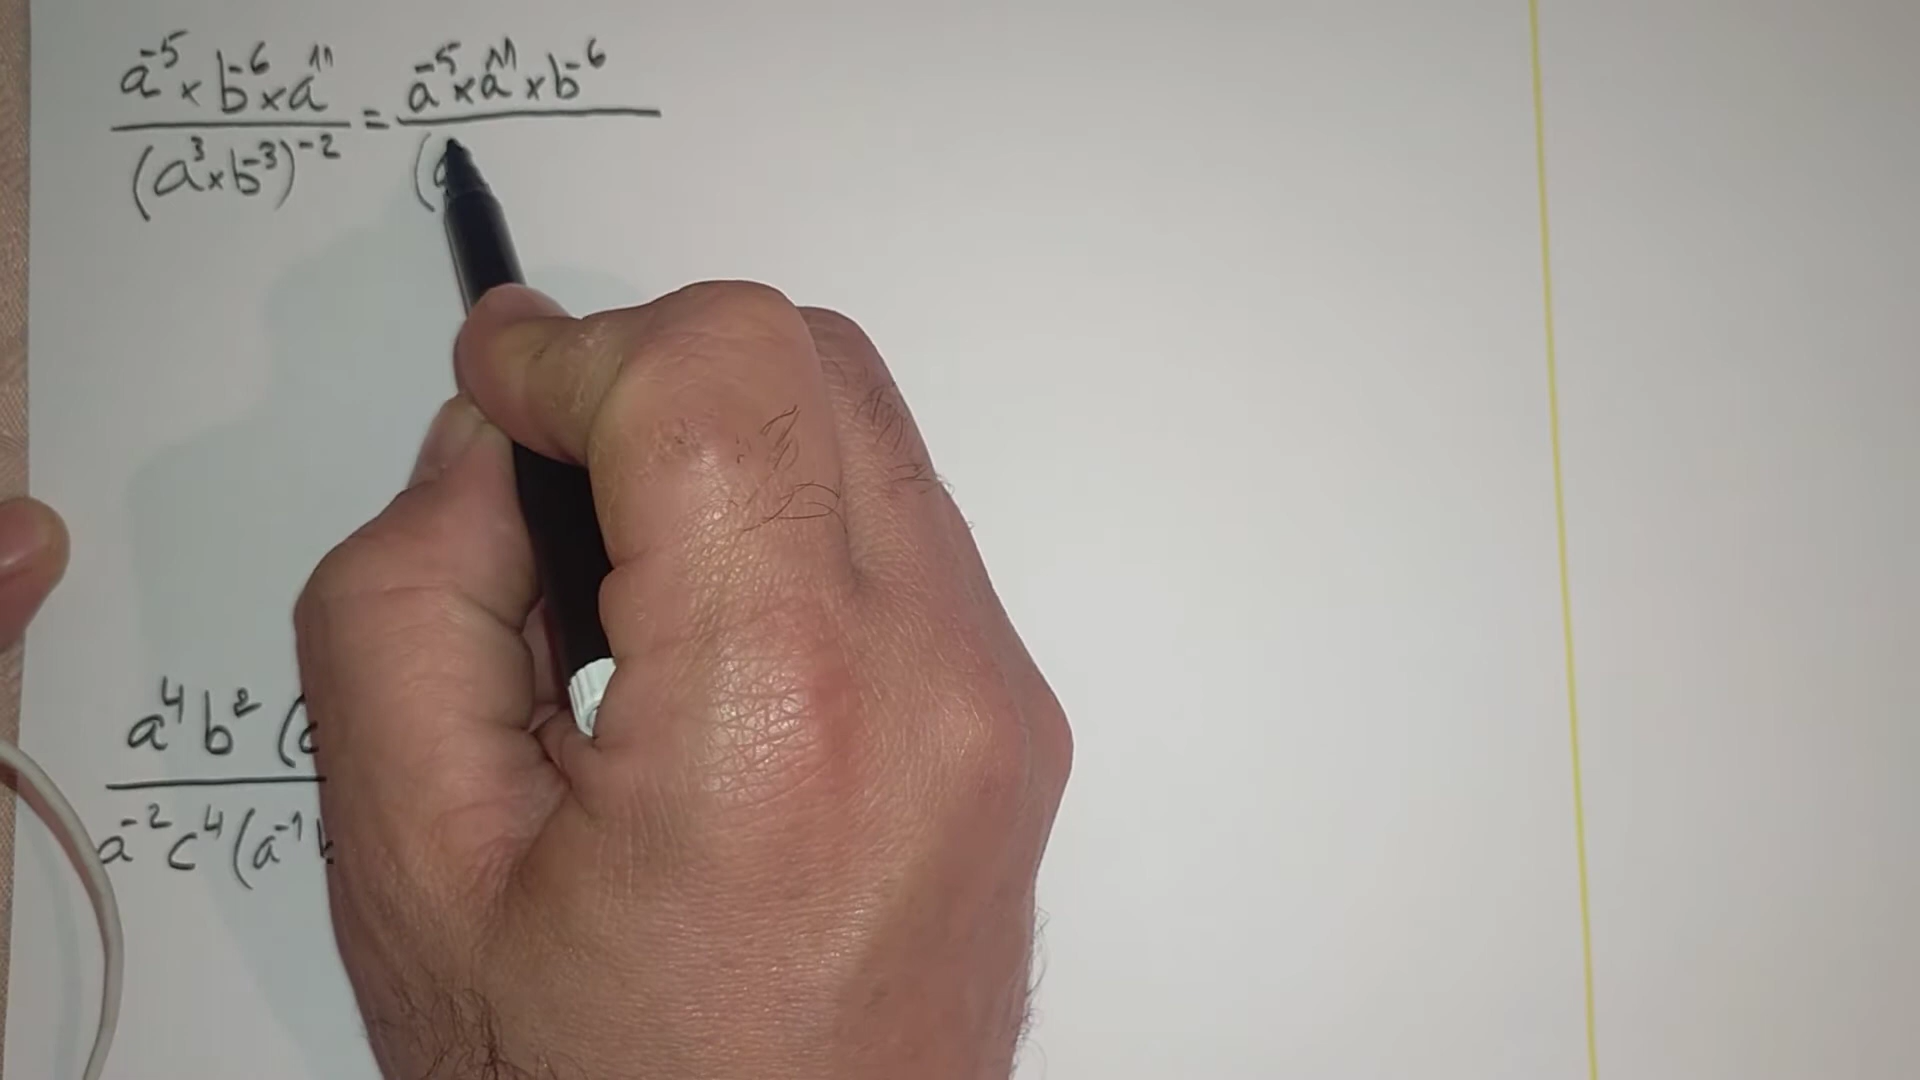 a⁻⁵ × b⁻⁶ × a¹¹ / (a³ × b⁻³)⁻² = a⁻⁵ × a¹¹ × b⁻⁶ / (
a⁴ b² (
a⁻² c⁴ (a⁻¹